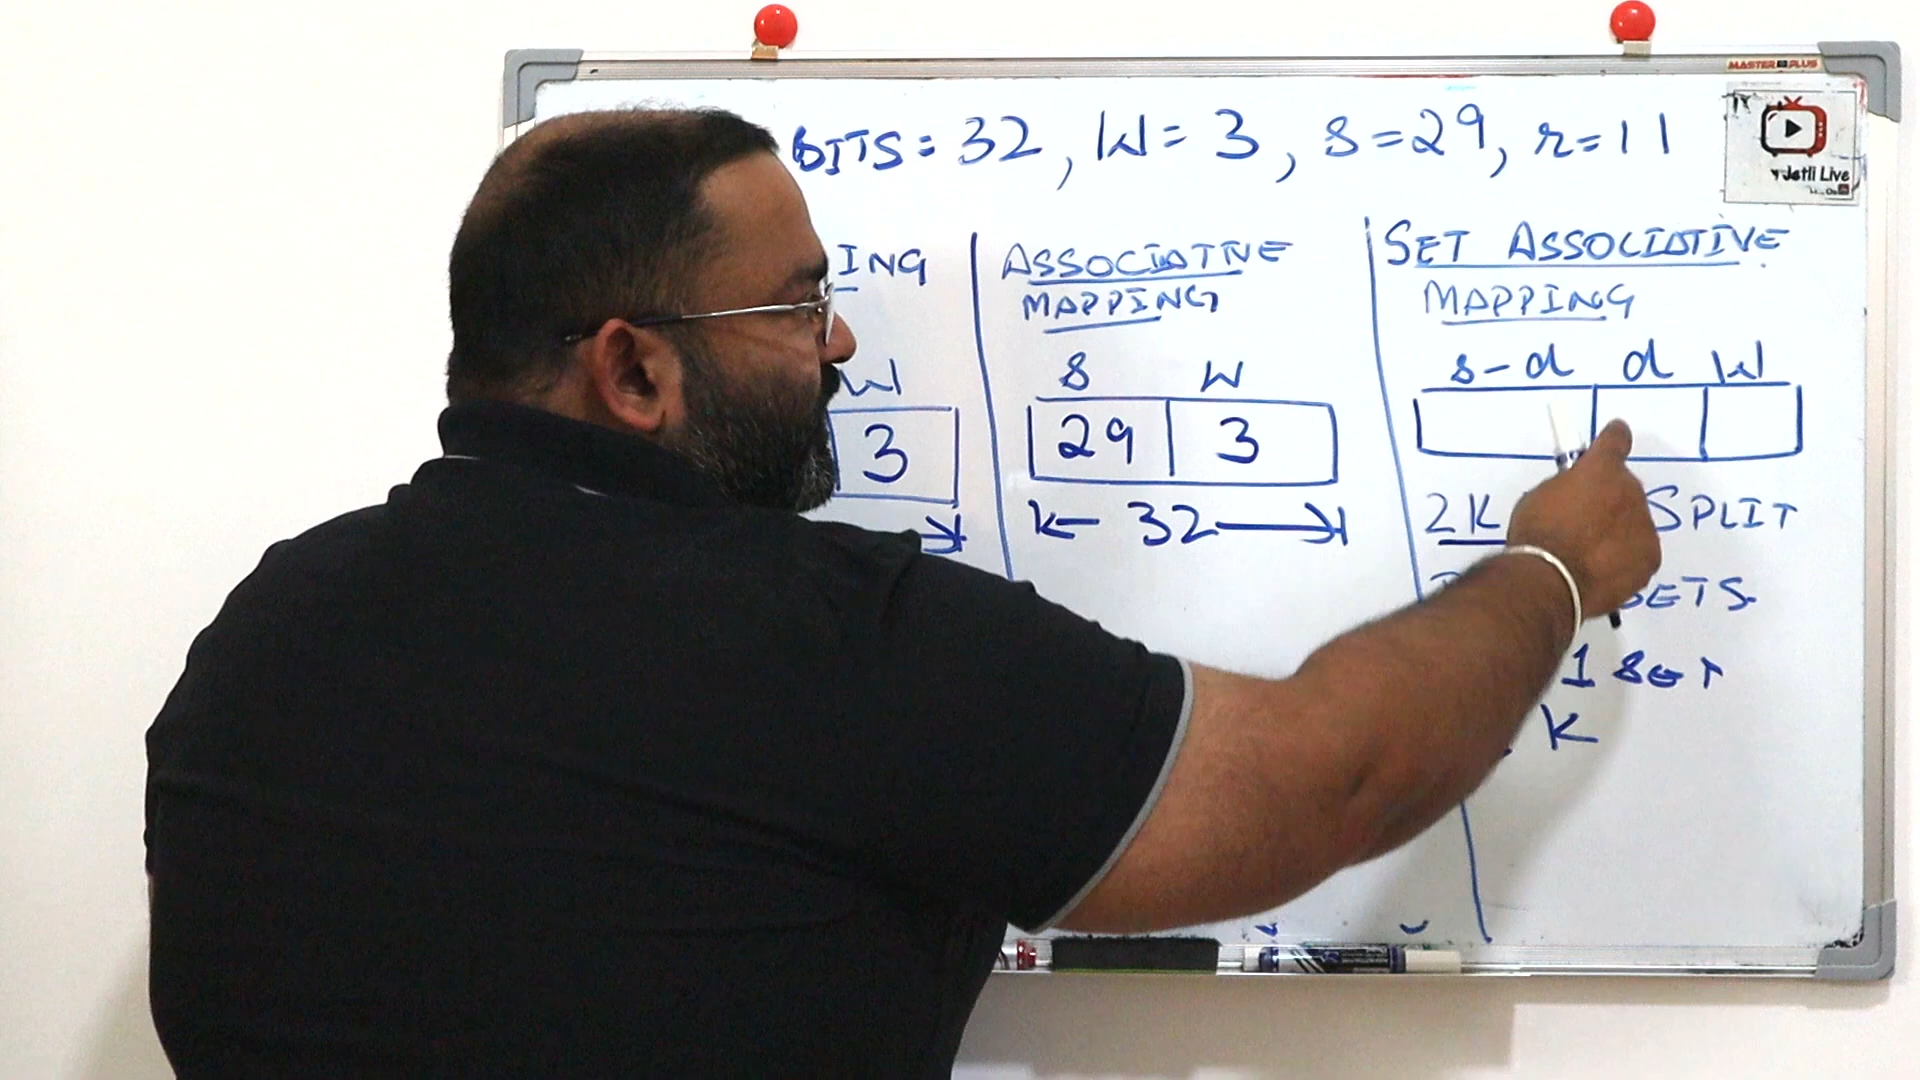 BITS = 32, W = 3, s = 29, r = 11
MASTER PLUS
Jetli Live
ING
W
3
ASSOCIATIVE
MAPPING
s W
29 3
32
SET ASSOCIATIVE
MAPPING
s-d d W
2K SPLIT
SETS.
1 SET
K